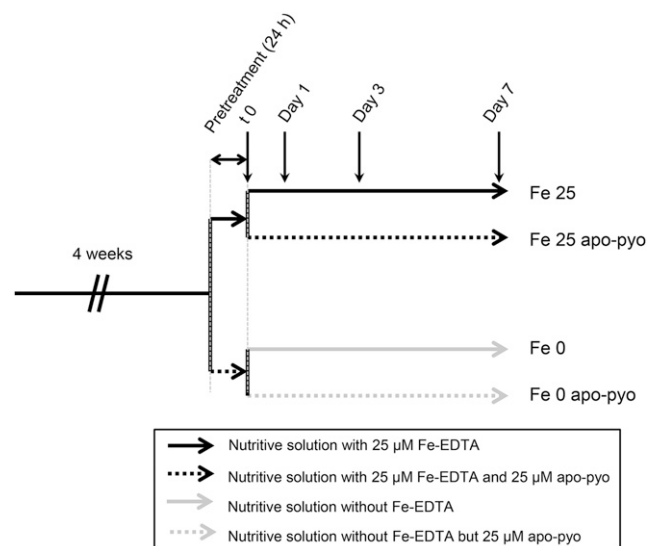 Pretreatment (24 h)
t 0
Day 1
Day 3
Day 7
Fe 25
Fe 25 apo-pyo
4 weeks
Fe 0
Fe 0 apo-pyo
Nutritive solution with 25 µM Fe-EDTA
Nutritive solution with 25 µM Fe-EDTA and 25 µM apo-pyo
Nutritive solution without Fe-EDTA
Nutritive solution without Fe-EDTA but 25 µM apo-pyo